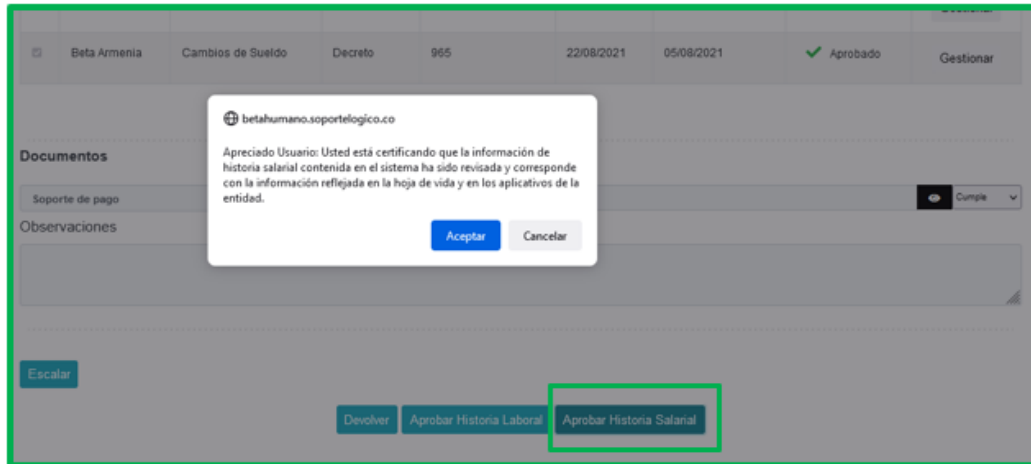 Beta Armenia Cambios de Sueldo Decreto 965 22/08/2021 05/08/2021 Aprobado Gestionar
betahumano.soportelogico.co
Apreciado Usuario: Usted está certificando que la información de
historia salarial contenida en el sistema ha sido revisada y corresponde
con la información reflejada en la hoja de vida y en los aplicativos de la
entidad.
Aceptar Cancelar
Documentos
Soporte de pago Cumple
Observaciones
Escalar
Devolver Aprobar Historia Laboral Aprobar Historia Salarial